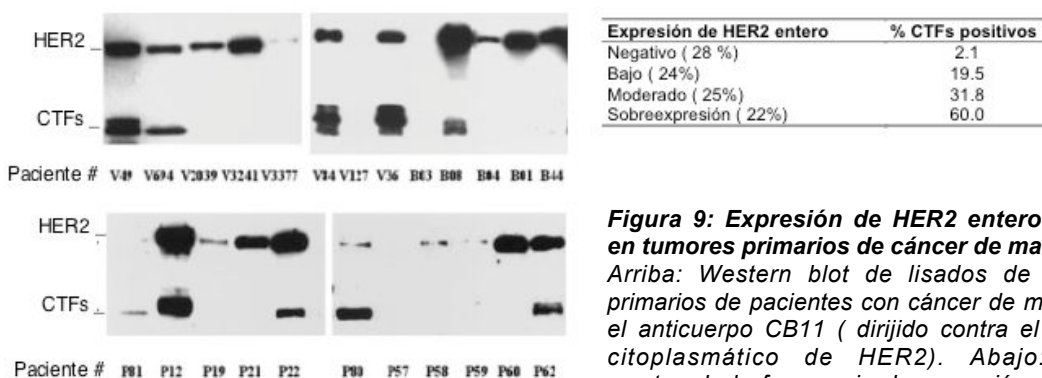 HER2
CTFs
Paciente # V49 V694 V2039 V3241 V3377 V84 V127 V36 B03 B08 B04 B01 B44
HER2
CTFs
Paciente # P81 P12 P19 P21 P22 P80 P57 P58 P59 P60 P62
Expresión de HER2 entero % CTFs positivos
Negativo ( 28 %) 2.1
Bajo ( 24%) 19.5
Moderado ( 25%) 31.8
Sobreexpresión ( 22%) 60.0
Figura 9: Expresión de HER2 entero
en tumores primarios de cáncer de ma
Arriba: Western blot de lisados de
primarios de pacientes con cáncer de m
el anticuerpo CB11 ( dirijido contra el
citoplasmático de HER2). Abajo: